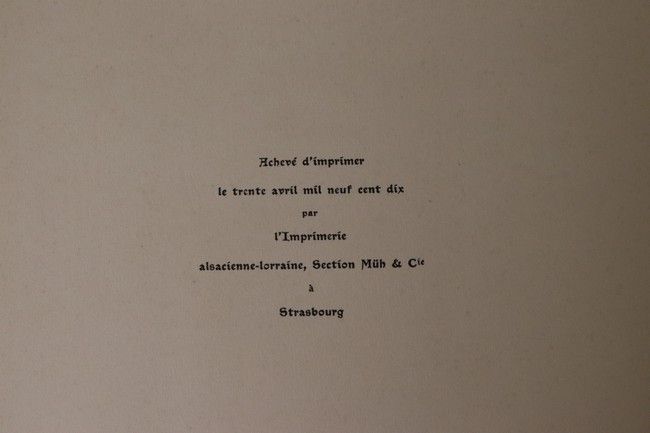 Achevé d'imprimer
le trente avril mil neuf cent dix
par
l'Imprimerie
alsacienne-lorraine, Section Müh & Cie
à
Strasbourg